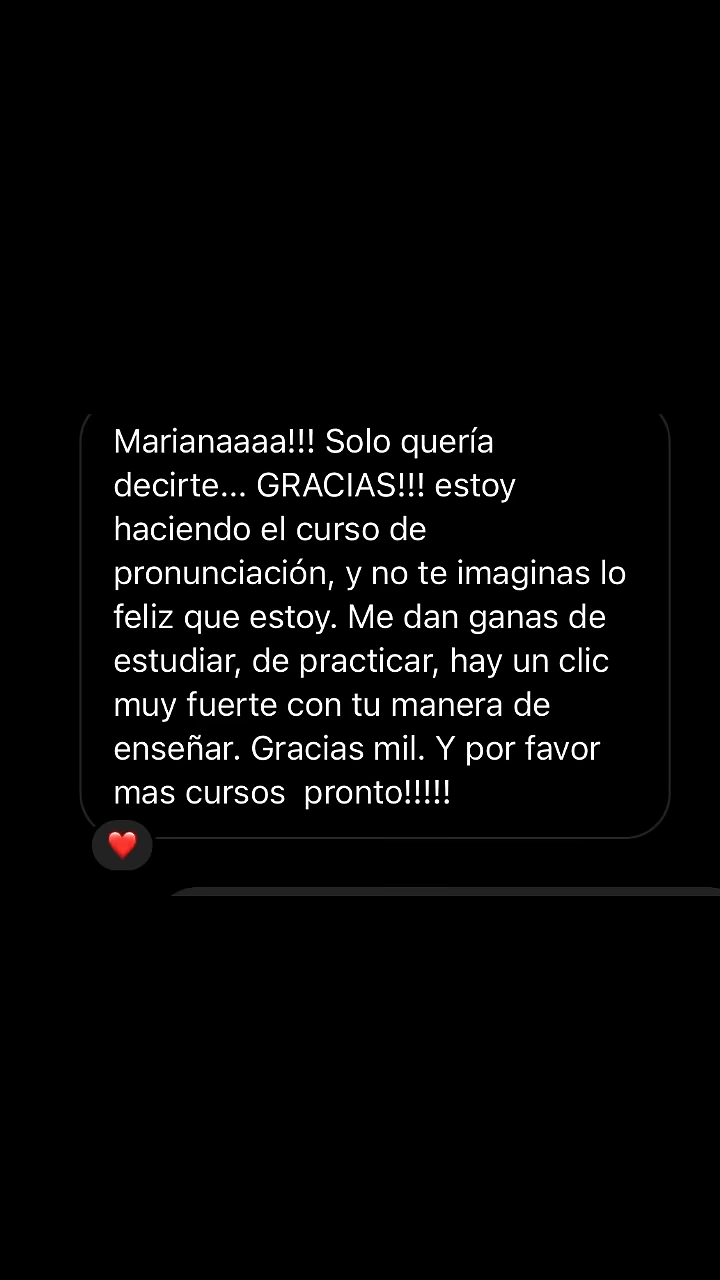 Marianaaaa!!! Solo quería
decirte... GRACIAS!!! estoy
haciendo el curso de
pronunciación, y no te imaginas lo
feliz que estoy. Me dan ganas de
estudiar, de practicar, hay un clic
muy fuerte con tu manera de
enseñar. Gracias mil. Y por favor
mas cursos  pronto!!!!!